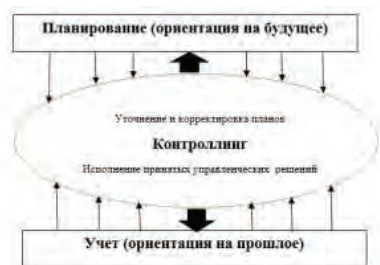 Планирование (ориентация на будущее)
Уточнение и корректировка планов
Контроллинг
Исполнение принятых управленческих решений
Учет (ориентация на прошлое)